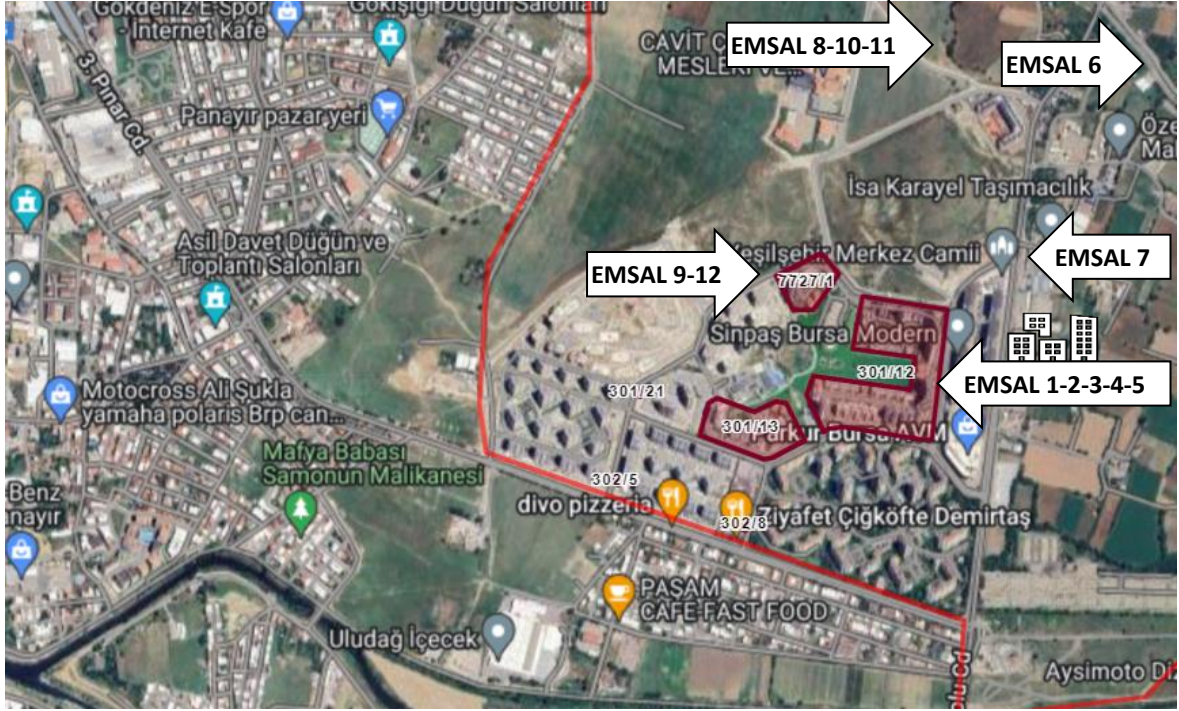 Gökdeniz E Spor
- İnternet Kafe
Gökışığı Düğün Salonları
3. Pınar Cd.
Panayır pazar yeri
CAVİT Ç
MESLEKİ VE...
EMSAL 8-10-11
EMSAL 6
Öze
Mal
İsa Karayel Taşımacılık
Asil Davet Düğün ve
Toplantı Salonları
EMSAL 9-12
Yeşilşehir Merkez Camii
EMSAL 7
7727/1
Sinpaş Bursa Modern
301/12
EMSAL 1-2-3-4-5
Motocross Ali Şukla
yamaha polaris Brp can...
301/21
301/13
Parkur Bursa AVM
Mafya Babası
Samonun Malikanesi
302/5
divo pizzeria
302/8
Ziyafet Çiğköfte Demirtaş
Benz
nayır
PAŞAM
CAFE FAST FOOD
Uludağ İçecek
olu Cd
Aysimoto Diz